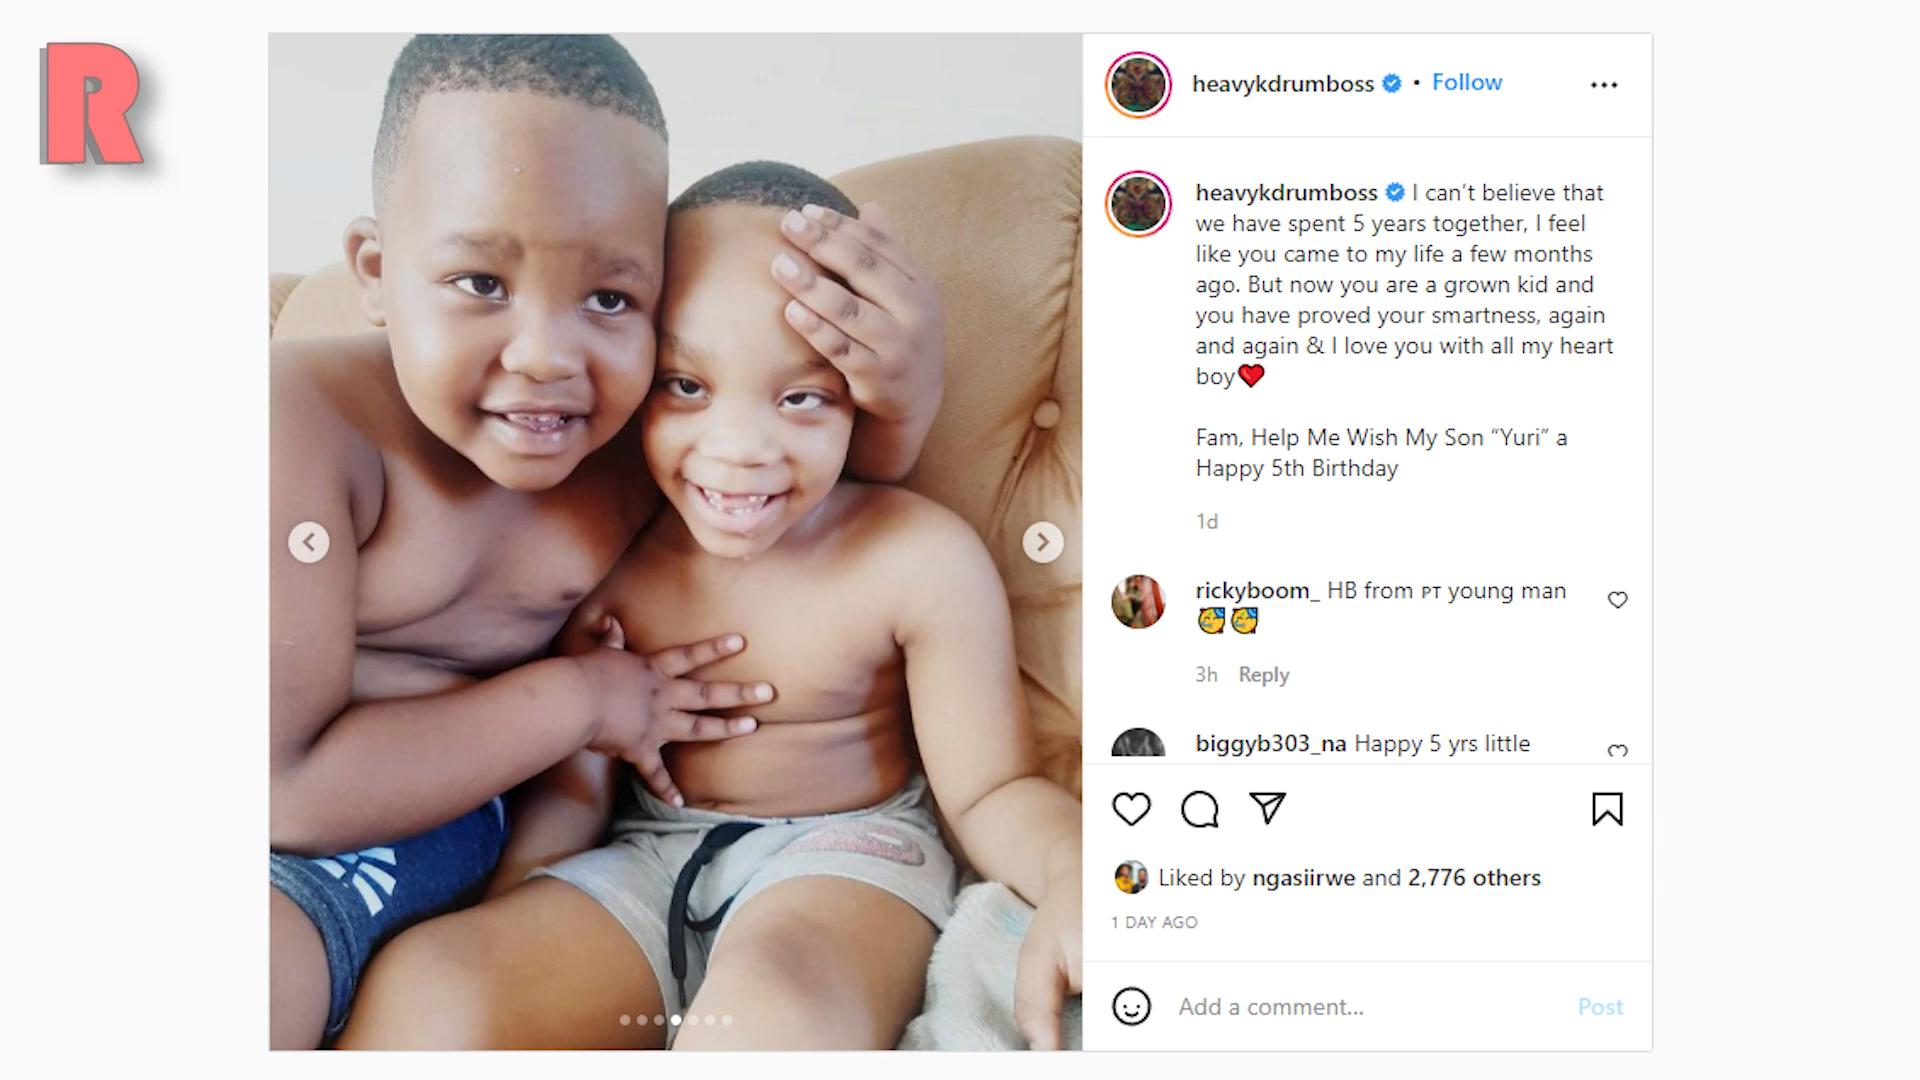 R
heavykdrumboss • Follow
heavykdrumboss I can't believe that
we have spent 5 years together, I feel
like you came to my life a few months
ago. But now you are a grown kid and
you have proved your smartness, again
and again & I love you with all my heart
boy
Fam, Help Me Wish My Son “Yuri” a
Happy 5th Birthday
1d
rickyboom_ HB from PT young man
3h Reply
biggyb303_na Happy 5 yrs little
Liked by ngasiirwe and 2,776 others
1 DAY AGO
Add a comment... Post